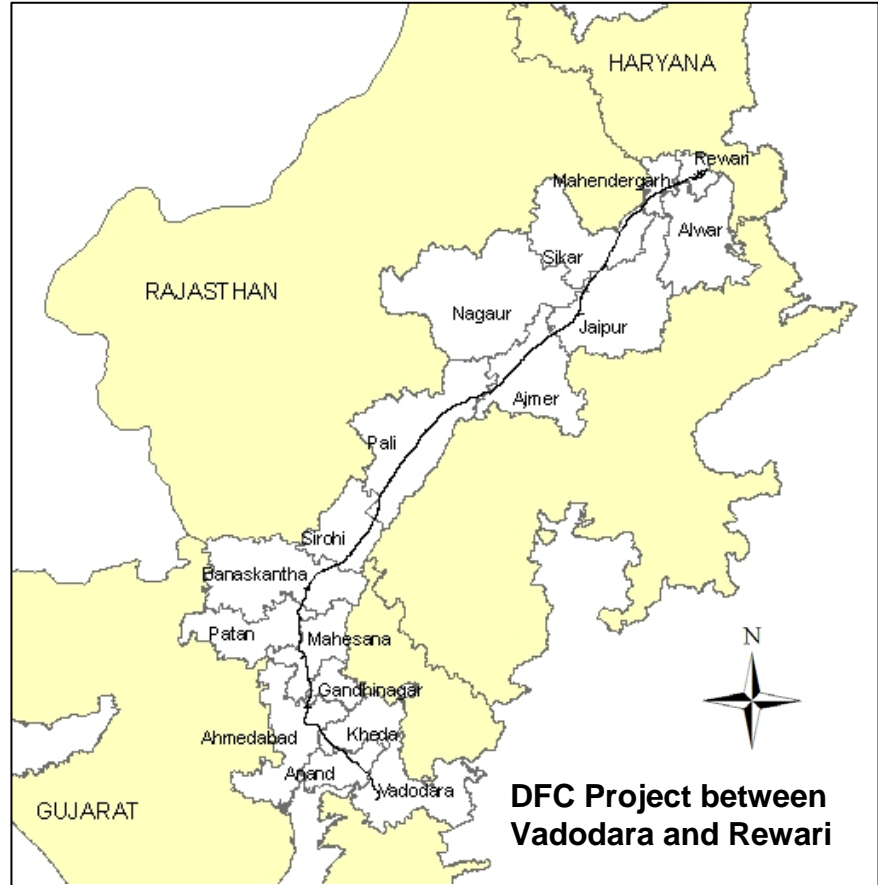 HARYANA
Rewari
Mahendergarh
Alwar
Sikar
RAJASTHAN
Nagaur
Jaipur
Ajmer
Pali
Sirohi
Banaskantha
Patan
Mahesana
N
Gandhinagar
Ahmedabad
Kheda
Anand
Vadodara
GUJARAT
DFC Project between
Vadodara and Rewari